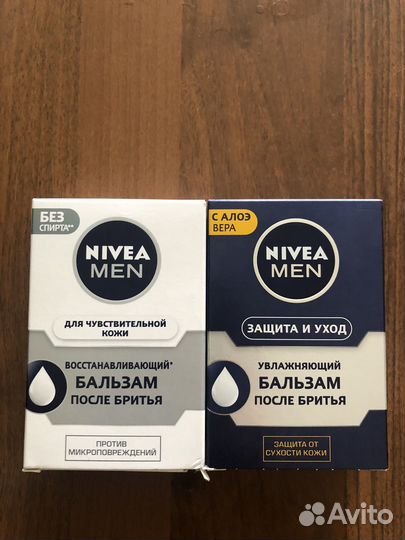 БЕЗ
СПИРТА**
NIVEA
MEN
ДЛЯ ЧУВСТВИТЕЛЬНОЙ
КОЖИ
ВОССТАНАВЛИВАЮЩИЙ*
БАЛЬЗАМ
ПОСЛЕ БРИТЬЯ
ПРОТИВ
МИКРОПОВРЕЖДЕНИЙ
С АЛОЭ
ВЕРА
NIVEA
MEN
ЗАЩИТА И УХОД
УВЛАЖНЯЮЩИЙ
БАЛЬЗАМ
ПОСЛЕ БРИТЬЯ
ЗАЩИТА ОТ
СУХОСТИ КОЖИ
Avito